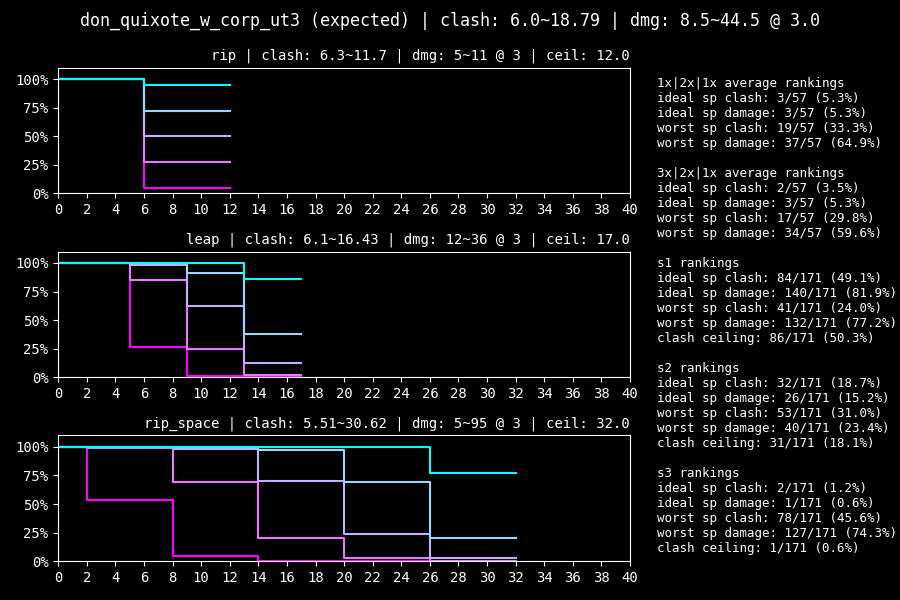 don_quixote_w_corp_ut3 (expected) | clash: 6.0~18.79 | dmg: 8.5~44.5 @ 3.0
rip | clash: 6.3~11.7 | dmg: 5~11 @ 3 | ceil: 12.0
100%
75%
50%
25%
0%
0 2 4 6 8 10 12 14 16 18 20 22 24 26 28 30 32 34 36 38 40
leap | clash: 6.1~16.43 | dmg: 12~36 @ 3 | ceil: 17.0
100%
75%
50%
25%
0%
0 2 4 6 8 10 12 14 16 18 20 22 24 26 28 30 32 34 36 38 40
rip_space | clash: 5.51~30.62 | dmg: 5~95 @ 3 | ceil: 32.0
100%
75%
50%
25%
0%
0 2 4 6 8 10 12 14 16 18 20 22 24 26 28 30 32 34 36 38 40
1x|2x|1x average rankings
ideal sp clash: 3/57 (5.3%)
ideal sp damage: 3/57 (5.3%)
worst sp clash: 19/57 (33.3%)
worst sp damage: 37/57 (64.9%)
3x|2x|1x average rankings
ideal sp clash: 2/57 (3.5%)
ideal sp damage: 3/57 (5.3%)
worst sp clash: 17/57 (29.8%)
worst sp damage: 34/57 (59.6%)
s1 rankings
ideal sp clash: 84/171 (49.1%)
ideal sp damage: 140/171 (81.9%)
worst sp clash: 41/171 (24.0%)
worst sp damage: 132/171 (77.2%)
clash ceiling: 86/171 (50.3%)
s2 rankings
ideal sp clash: 32/171 (18.7%)
ideal sp damage: 26/171 (15.2%)
worst sp clash: 53/171 (31.0%)
worst sp damage: 40/171 (23.4%)
clash ceiling: 31/171 (18.1%)
s3 rankings
ideal sp clash: 2/171 (1.2%)
ideal sp damage: 1/171 (0.6%)
worst sp clash: 78/171 (45.6%)
worst sp damage: 127/171 (74.3%)
clash ceiling: 1/171 (0.6%)